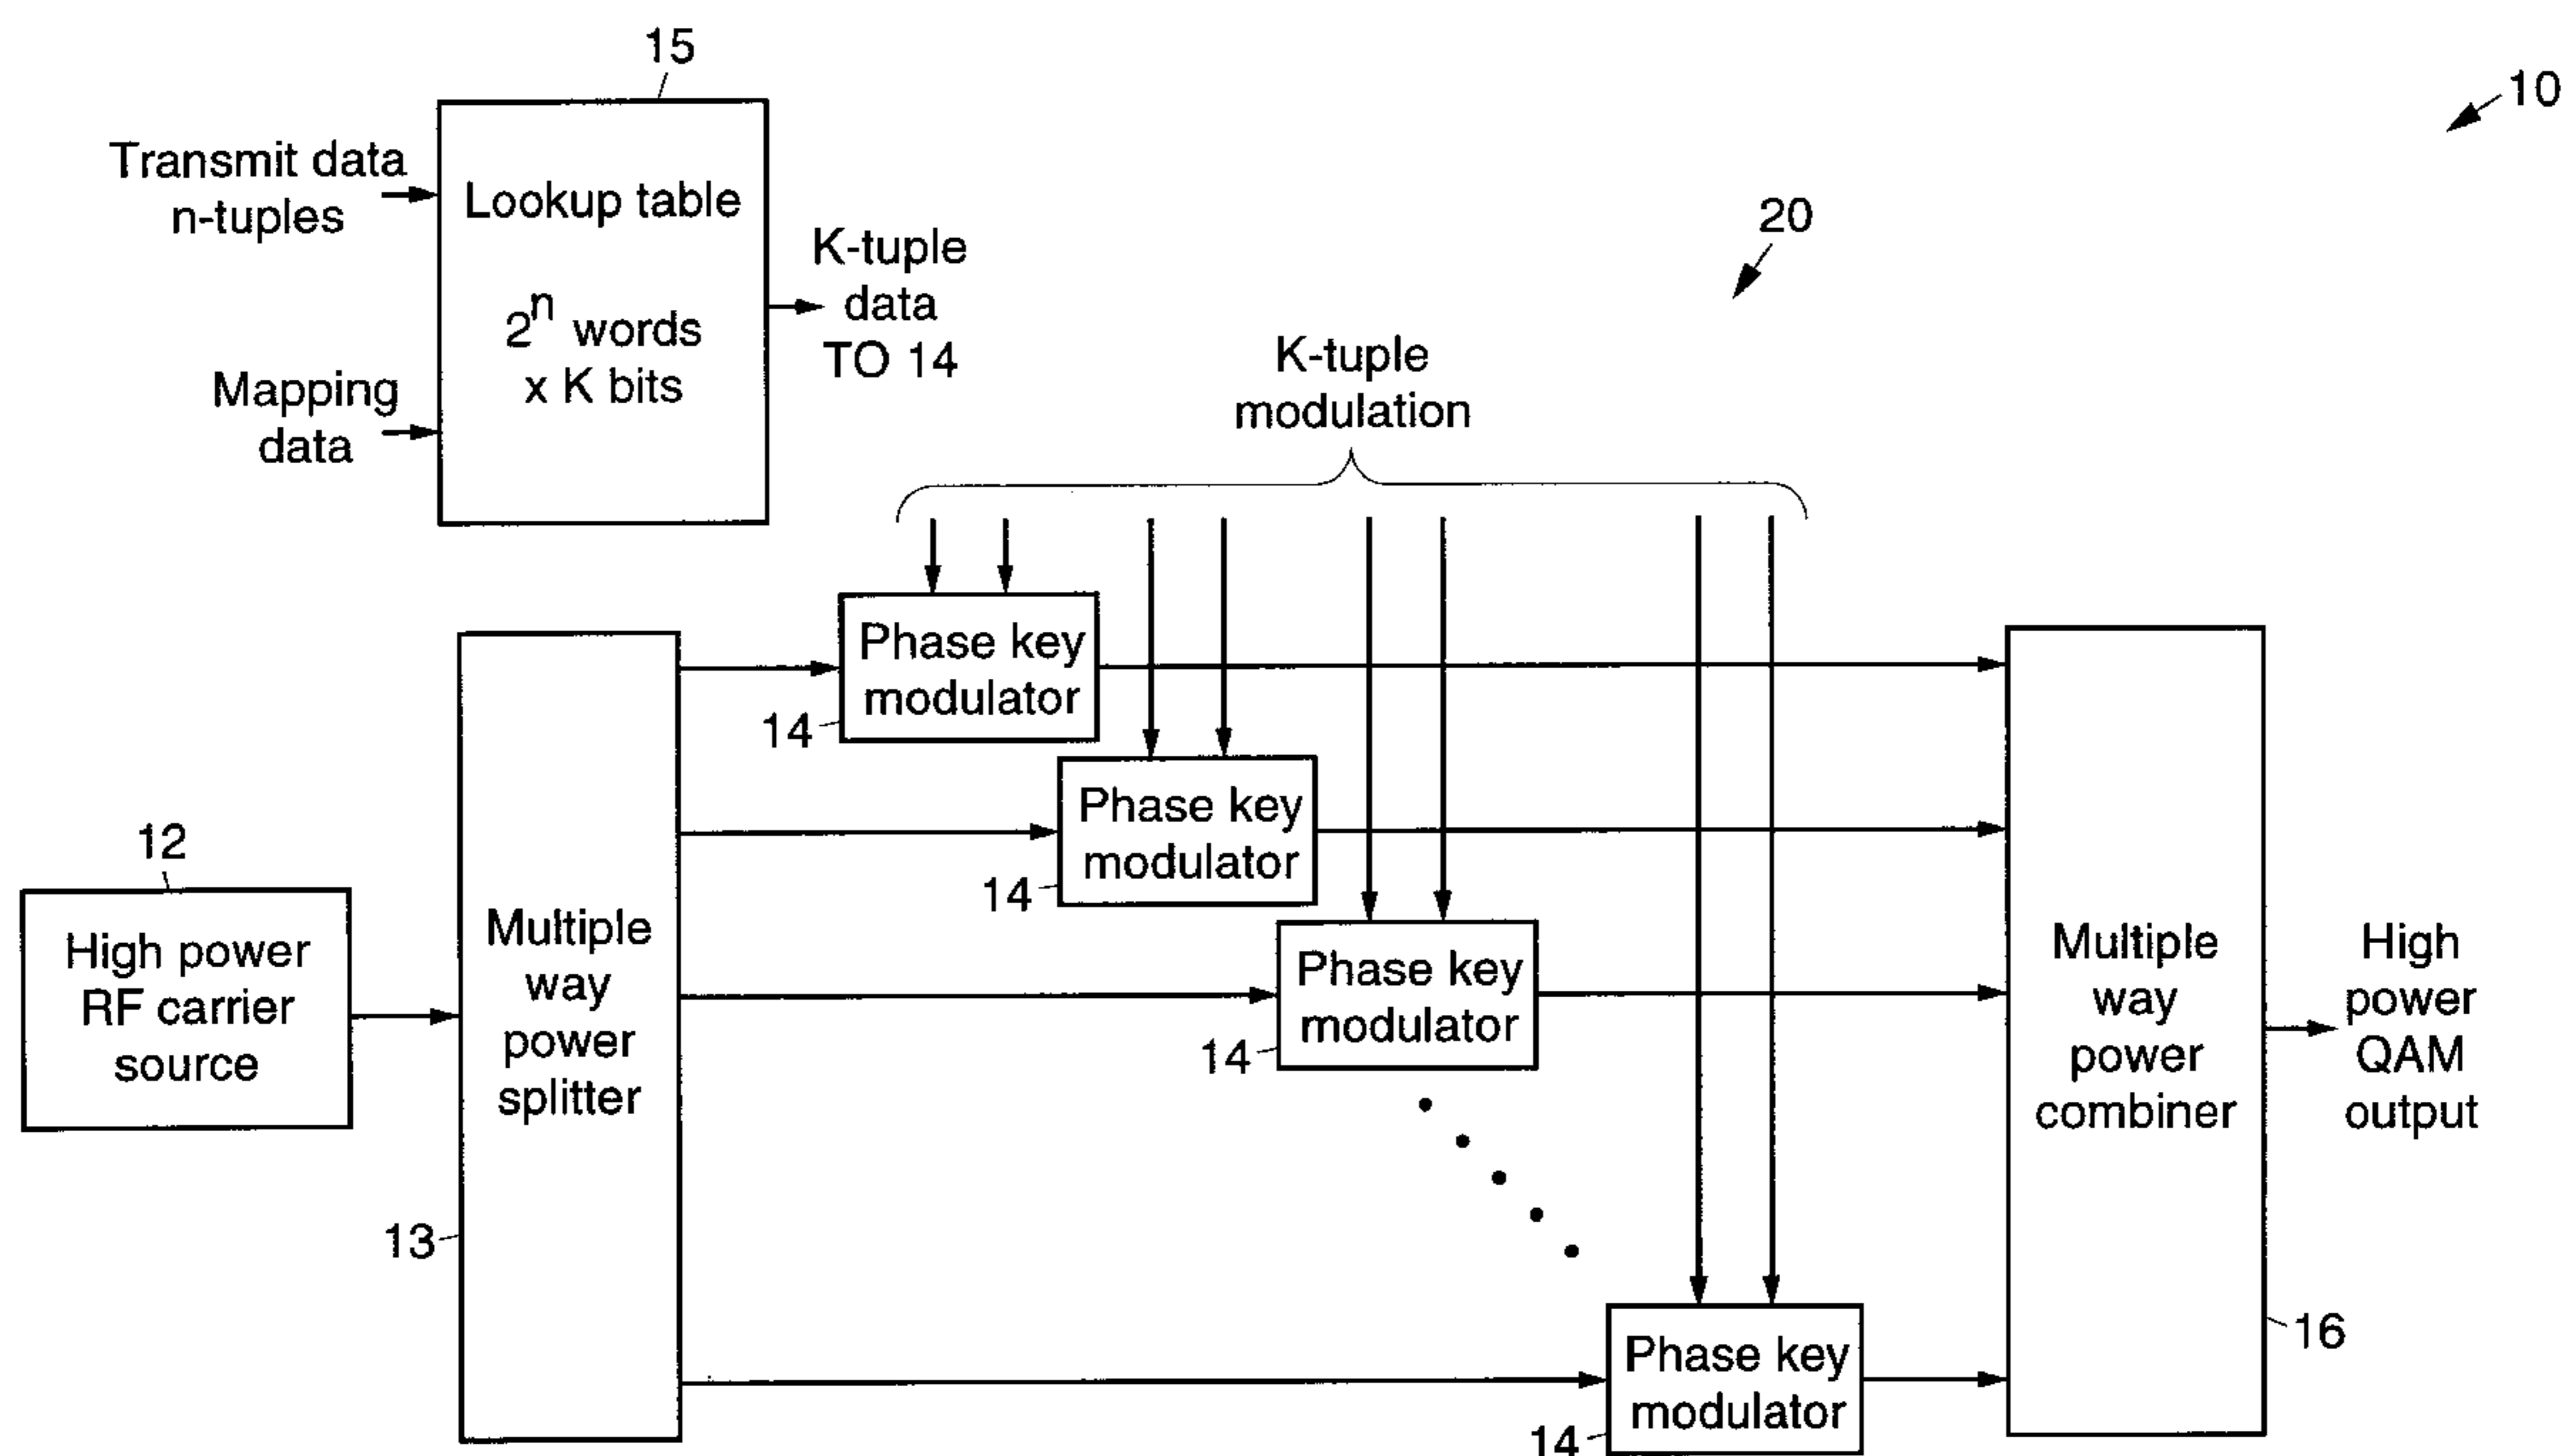 15
10
Transmit data
n-tuples
Lookup table
2^n words
x K bits
Mapping
data
K-tuple
data
TO 14
20
K-tuple
modulation
Phase key
modulator
14
Phase key
modulator
14
Phase key
modulator
14
Phase key
modulator
14
12
High power
RF carrier
source
Multiple
way
power
splitter
13
Multiple
way
power
combiner
16
High
power
QAM
output